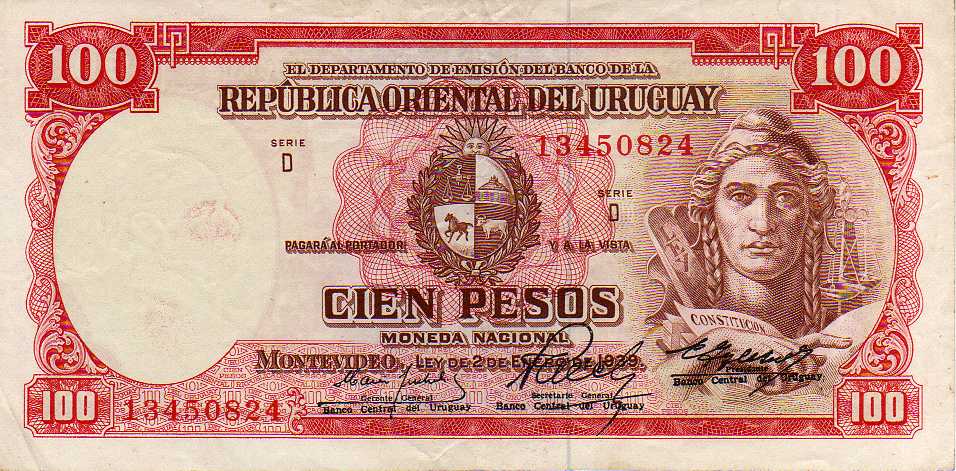 100
100
EL DEPARTAMENTO DE EMISIÓN DEL BANCO DE LA
REPÚBLICA ORIENTAL DEL URUGUAY
SERIE
D
13450824
SERIE
D
PAGARÁ AL PORTADOR Y A LA VISTA
CIEN PESOS
MONEDA NACIONAL
CONSTITUCION
MONTEVIDEO, LEY DE 2 DE ENERO DE 1939.
Presidente
Banco Central del Uruguay
Gerente General
Banco Central del Uruguay
Secretario General
Banco Central del Uruguay
100
13450824
100